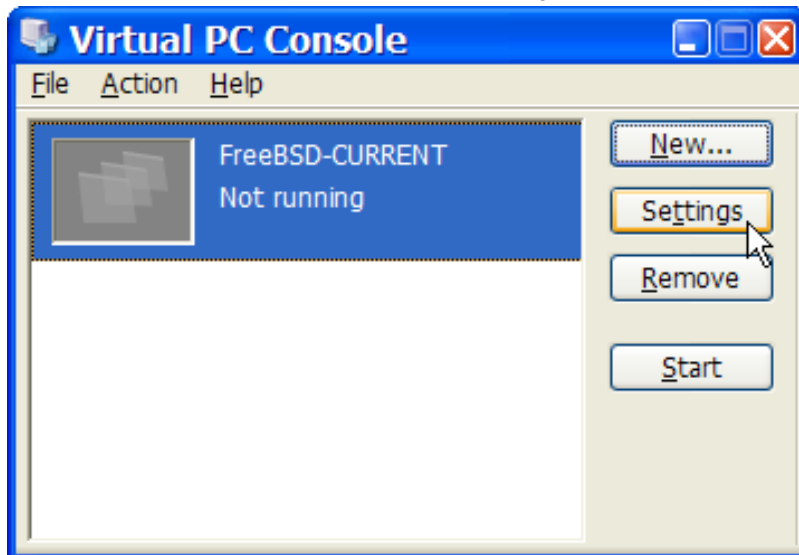 Virtual PC Console
File Action Help
FreeBSD-CURRENT
Not running
New...
Settings
Remove
Start